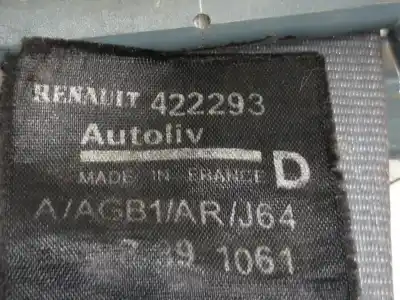 RENAULT 422293
Autoliv
MADE IN FRANCE D
A/AGB1/AR/J64
1061